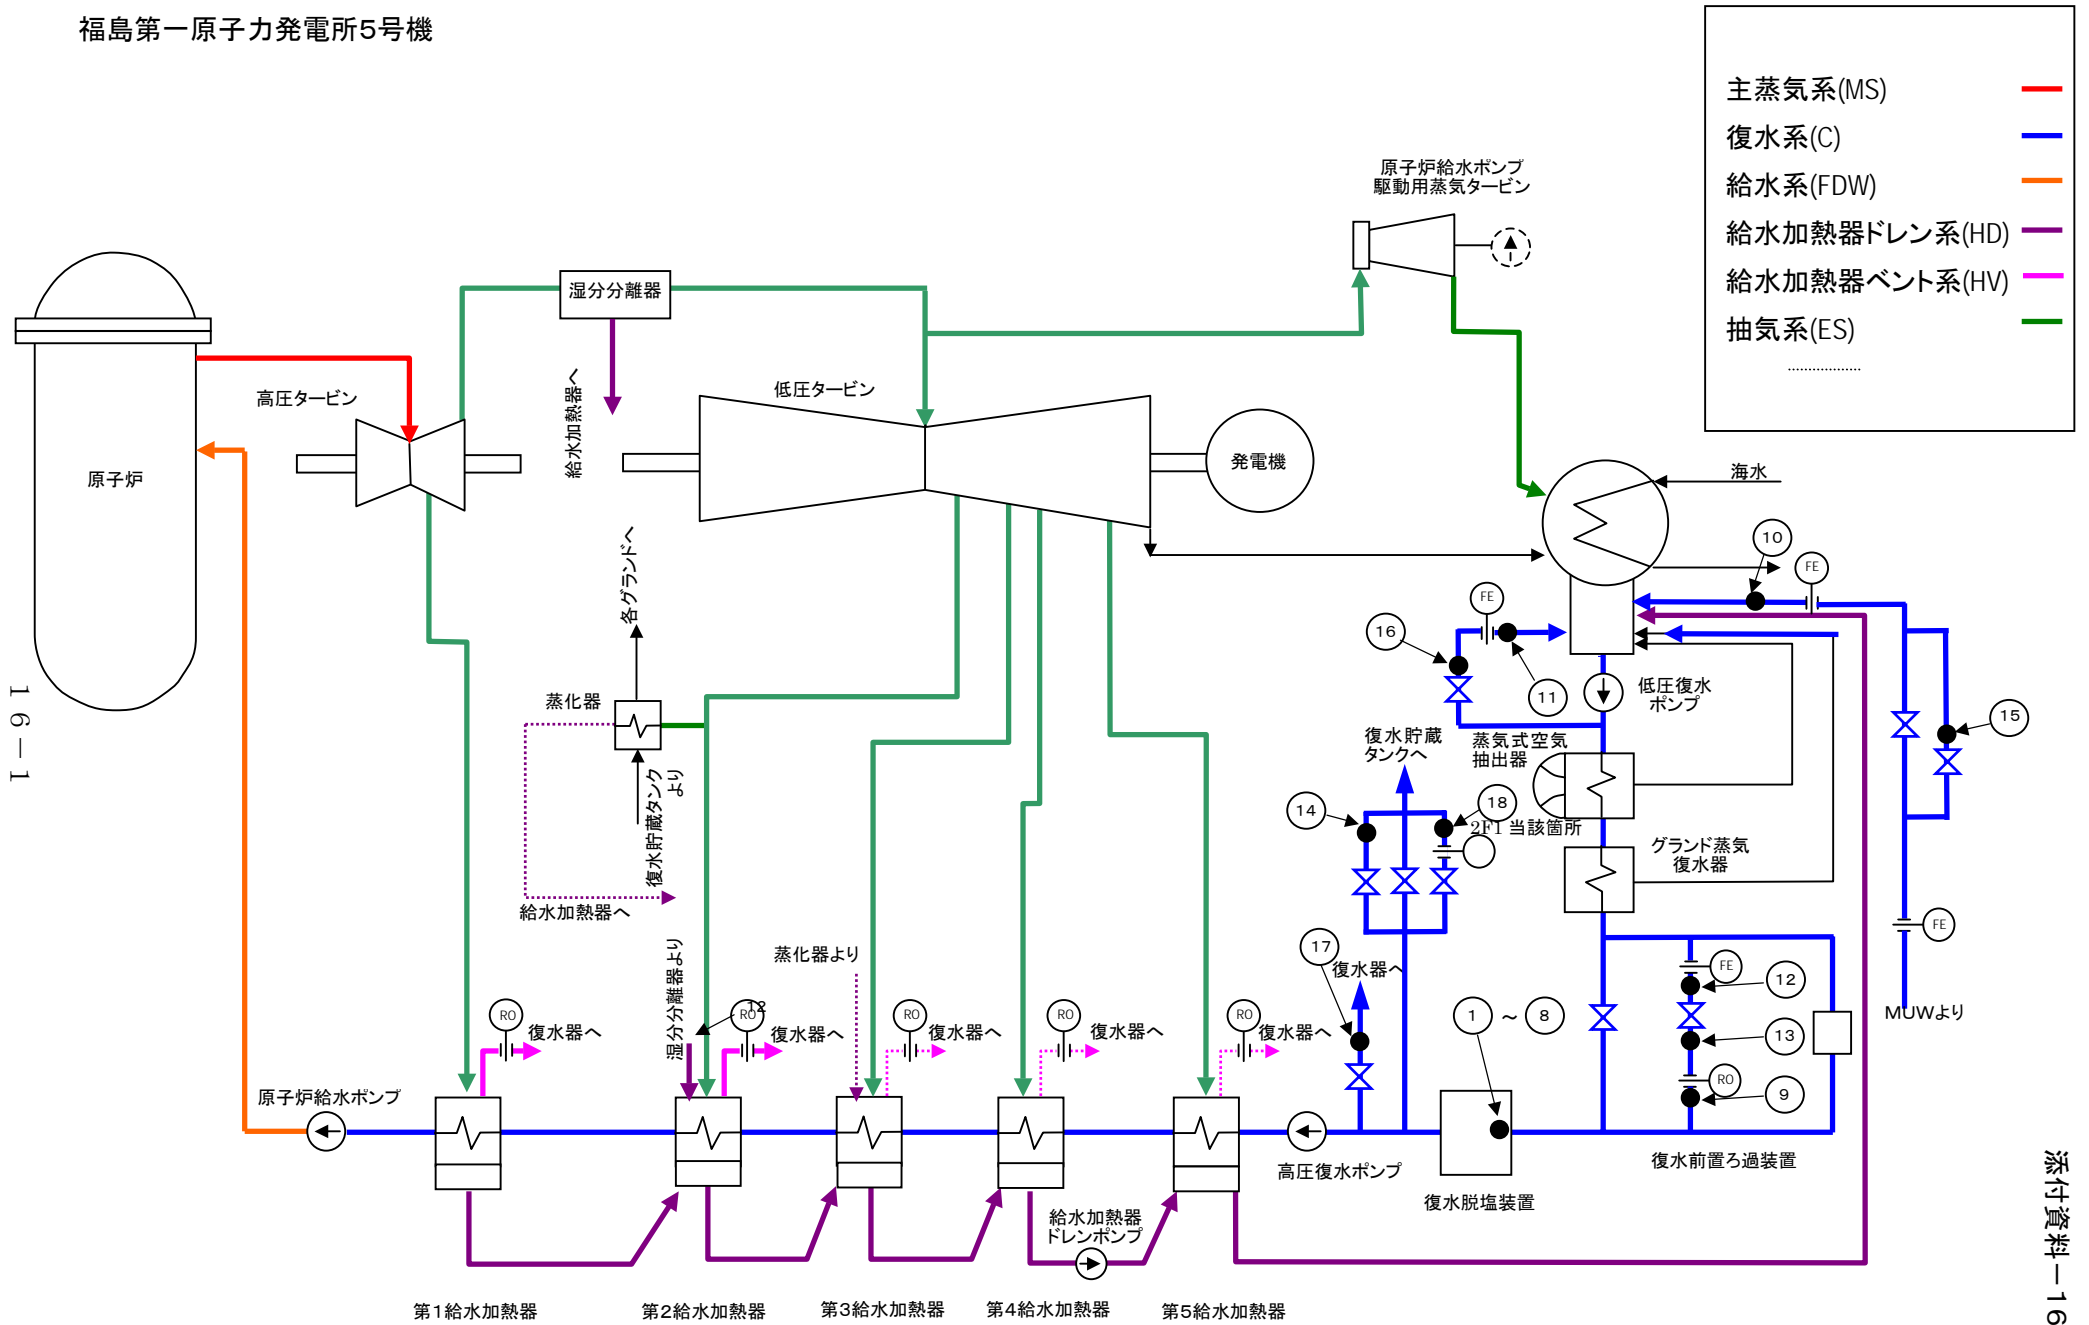 福島第一原子力発電所5号機
主蒸気系(MS)
復水系(C)
給水系(FDW)
給水加熱器ドレン系(HD)
給水加熱器ベント系(HV)
抽気系(ES)
原子炉給水ポンプ
駆動用蒸気タービン
湿分分離器
給水加熱器へ
高圧タービン
低圧タービン
発電機
原子炉
海水
10
FE
FE
16
11
各グランドへ
蒸化器
復水貯蔵タンク
より
給水加熱器へ
低圧復水
ポンプ
15
復水貯蔵
タンクへ
蒸気式空気
抽出器
14
18
2F1 当該箇所
グランド蒸気
復水器
FE
17
復水器へ
湿分分離器より
蒸化器より
1
~
8
FE
12
13
RO
9
MUWより
RO
復水器へ
RO
12
復水器へ
RO
復水器へ
RO
復水器へ
RO
復水器へ
原子炉給水ポンプ
高圧復水ポンプ
復水脱塩装置
復水前置ろ過装置
給水加熱器
ドレンポンプ
第1給水加熱器
第2給水加熱器
第3給水加熱器
第4給水加熱器
第5給水加熱器
16-1
添付資料-16